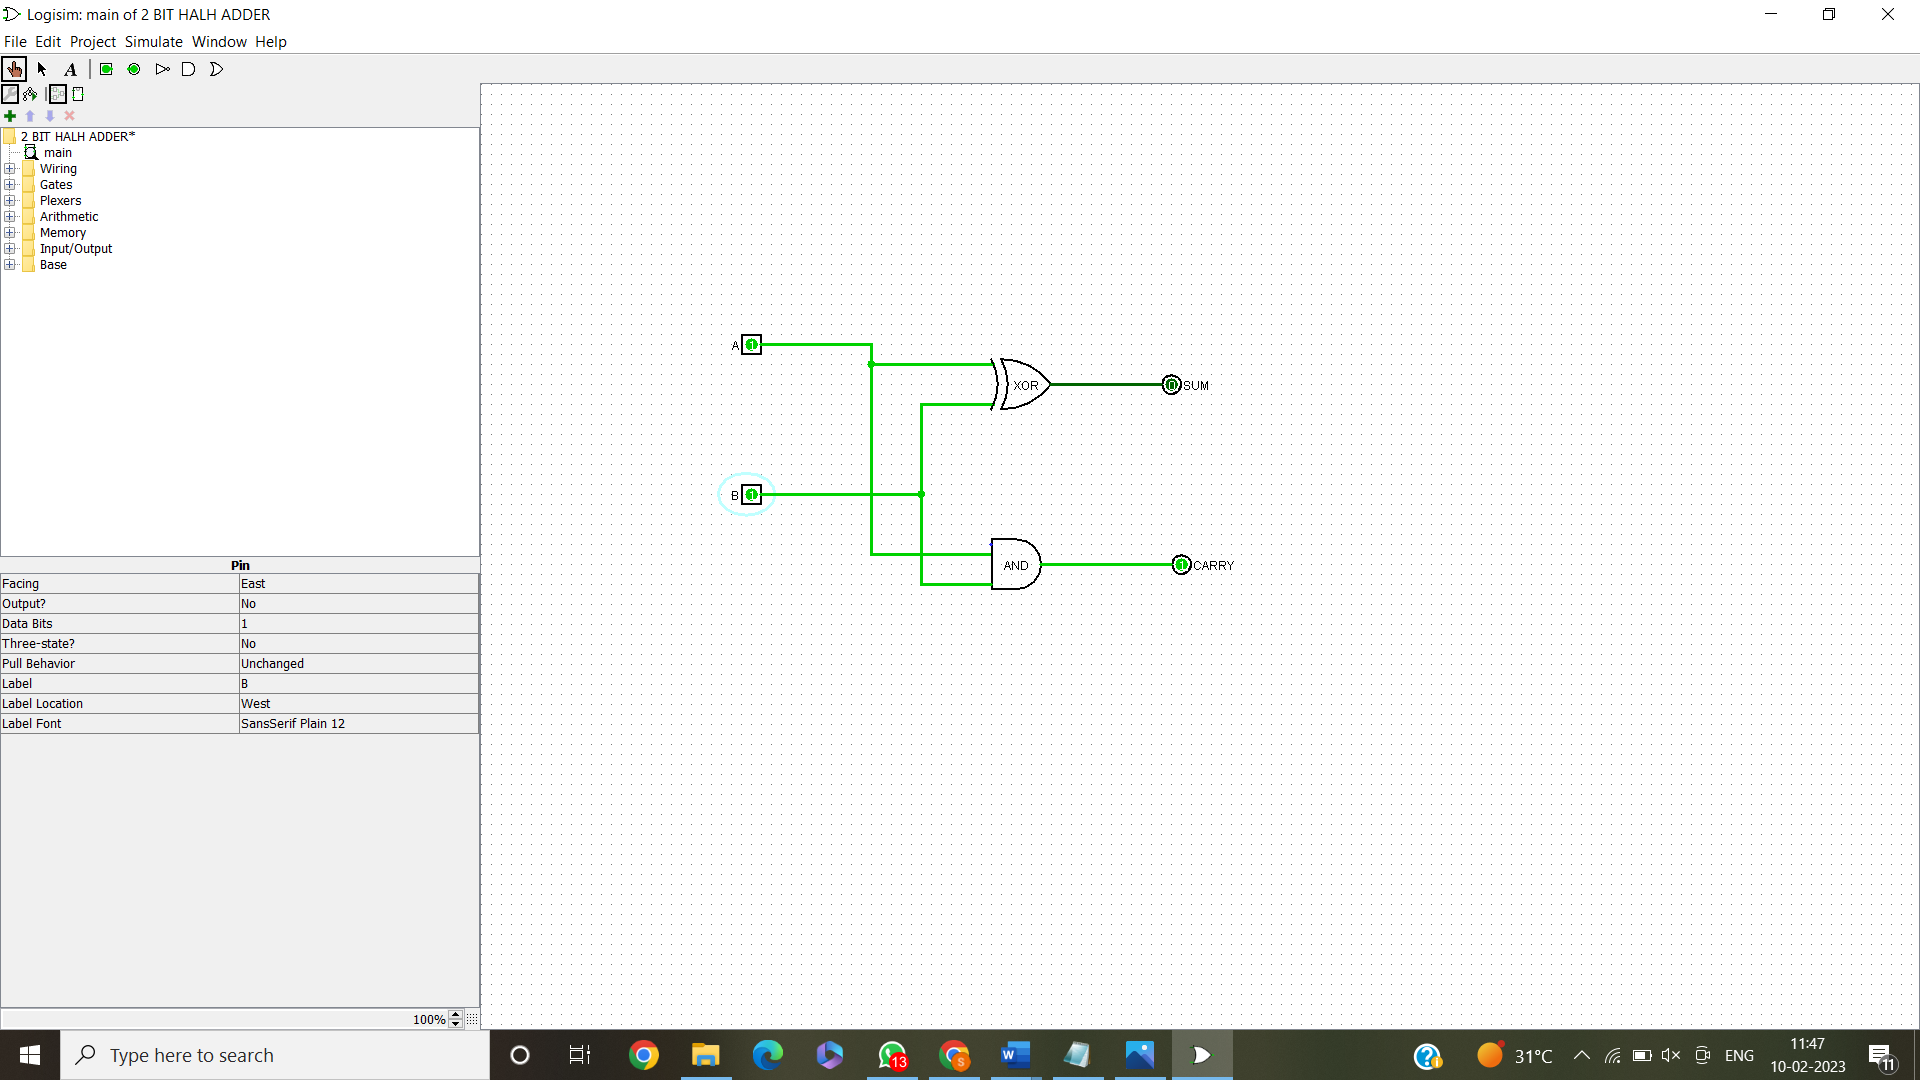 Logisim: main of 2 BIT HALH ADDER
File Edit Project Simulate Window Help
A
2 BIT HALH ADDER*
main
Wiring
Gates
Plexers
Arithmetic
Memory
Input/Output
Base
A 1
XOR
0 SUM
B 1
AND
1 CARRY
Pin
Facing East
Output? No
Data Bits 1
Three-state? No
Pull Behavior Unchanged
Label B
Label Location West
Label Font SansSerif Plain 12
100%
Type here to search
13
S
W
31°C
ENG
11:47
10-02-2023
11